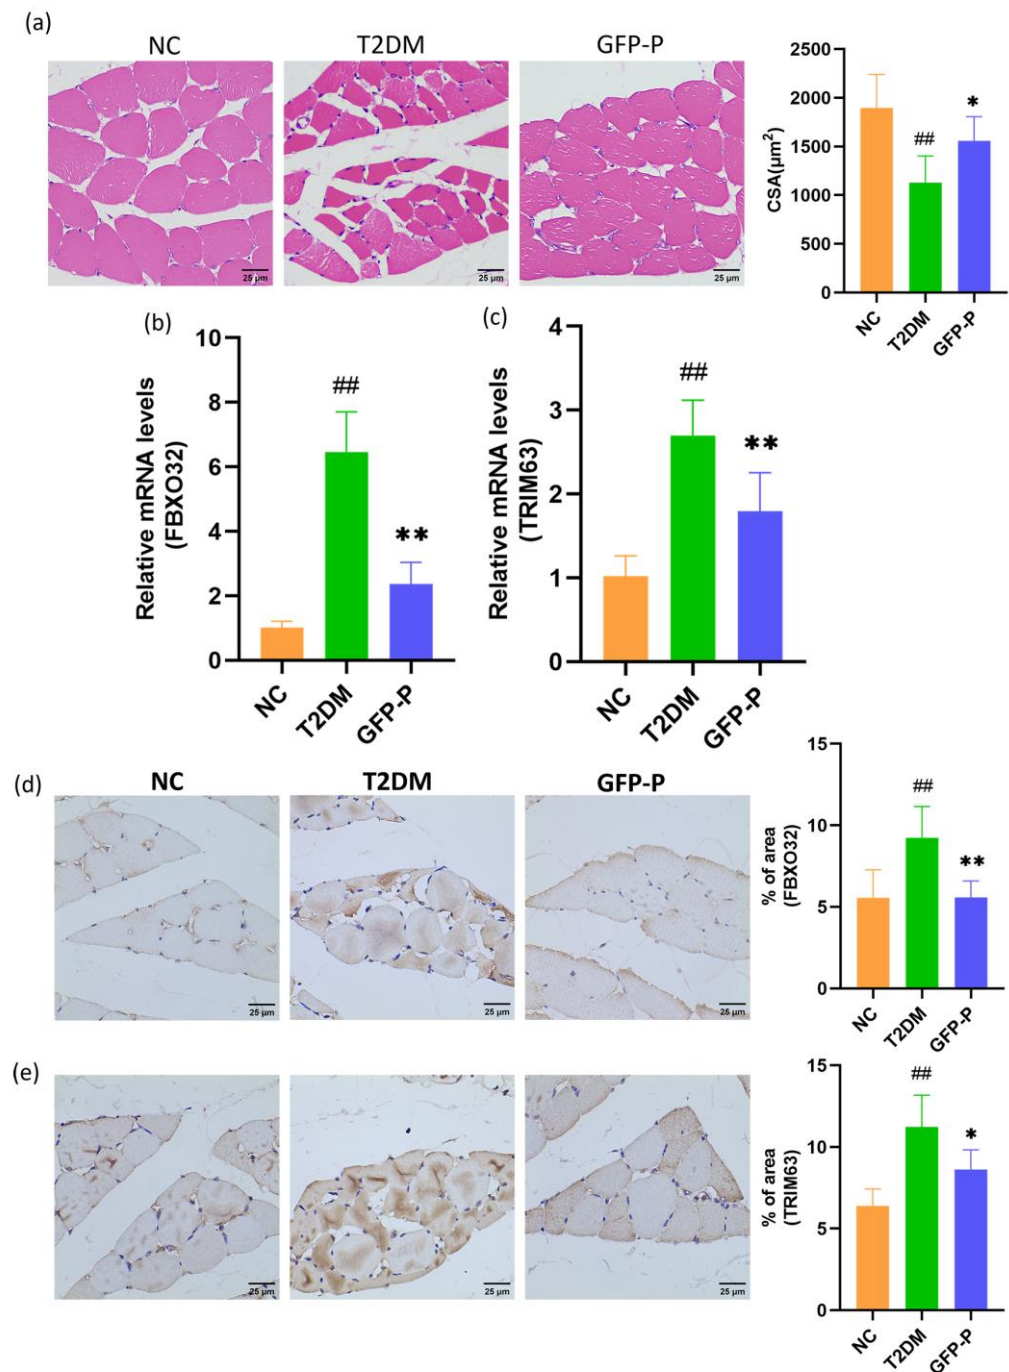 (a)
NC
T2DM
GFP-P
25 μm
25 μm
25 μm
CSA(μm²)
2500
2000
1500
1000
500
0
##
*
NC
T2DM
GFP-P
(b)
Relative mRNA levels
(FBXO32)
10
8
6
4
2
0
##
**
NC
T2DM
GFP-P
(c)
Relative mRNA levels
(TRIM63)
4
3
2
1
0
##
**
NC
T2DM
GFP-P
(d)
NC
T2DM
GFP-P
25 μm
25 μm
25 μm
% of area
(FBXO32)
15
10
5
0
##
**
NC
T2DM
GFP-P
(e)
25 μm
25 μm
25 μm
% of area
(TRIM63)
15
10
5
0
##
*
NC
T2DM
GFP-P